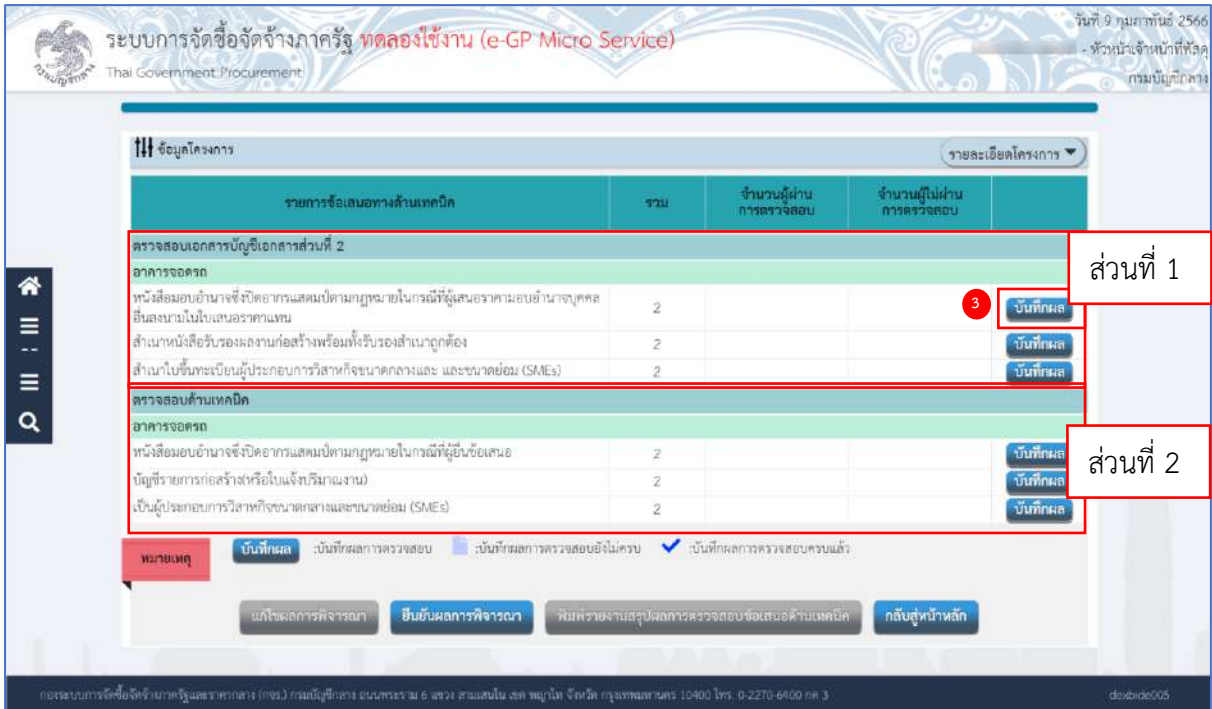 วันที่ 9 กุมภาพันธ์ 2566
ระบบการจัดซื้อจัดจ้างภาครัฐ ทดลองใช้งาน (e-GP Micro Service)
- หัวหน้าเจ้าหน้าที่พัสดุ
Thai Government Procurement
กรมบัญชีกลาง
ข้อมูลโครงการ
รายละเอียดโครงการ
รายการข้อเสนอทางด้านเทคนิค
รวม
จำนวนผู้ผ่าน
การตรวจสอบ
จำนวนผู้ไม่ผ่าน
การตรวจสอบ
ตรวจสอบเอกสารบัญชีเอกสารส่วนที่ 2
ส่วนที่ 1
อาคารจอดรถ
หนังสือมอบอำนาจซึ่งปิดอากรแสตมป์ตามกฎหมายในกรณีที่ผู้เสนอราคามอบอำนาจบุคคล
อื่นลงนามในใบเสนอราคาแทน
2
3
บันทึกผล
สำเนาหนังสือรับรองผลงานก่อสร้างพร้อมทั้งรับรองสำเนาถูกต้อง
2
บันทึกผล
สำเนาใบขึ้นทะเบียนผู้ประกอบการวิสาหกิจขนาดกลางและ และขนาดย่อม (SMEs)
2
บันทึกผล
ตรวจสอบด้านเทคนิค
อาคารจอดรถ
ส่วนที่ 2
หนังสือมอบอำนาจซึ่งปิดอากรแสตมป์ตามกฎหมายในกรณีที่ผู้ยื่นข้อเสนอ
2
บันทึกผล
บัญชีรายการก่อสร้าง(หรือใบแจ้งปริมาณงาน)
2
บันทึกผล
เป็นผู้ประกอบการวิสาหกิจขนาดกลางและขนาดย่อม (SMEs)
2
บันทึกผล
หมายเหตุ
บันทึกผล
:บันทึกผลการตรวจสอบ
:บันทึกผลการตรวจสอบยังไม่ครบ
:บันทึกผลการตรวจสอบครบแล้ว
แก้ไขผลการพิจารณา
ยืนยันผลการพิจารณา
พิมพ์รายงานสรุปผลการตรวจสอบข้อเสนอด้านเทคนิค
กลับสู่หน้าหลัก
กองระบบการจัดซื้อจัดจ้างภาครัฐและราคากลาง (กจร.) กรมบัญชีกลาง ถนนพระราม 6 แขวง สามเสนใน เขต พญาไท จังหวัด กรุงเทพมหานคร 10400 โทร. 0-2270-6400 กด 3